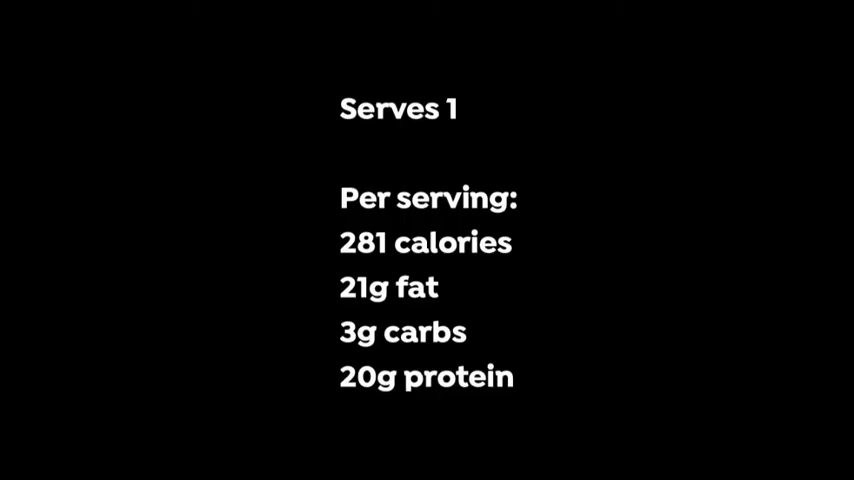 Serves 1
Per serving:
281 calories
21g fat
3g carbs
20g protein